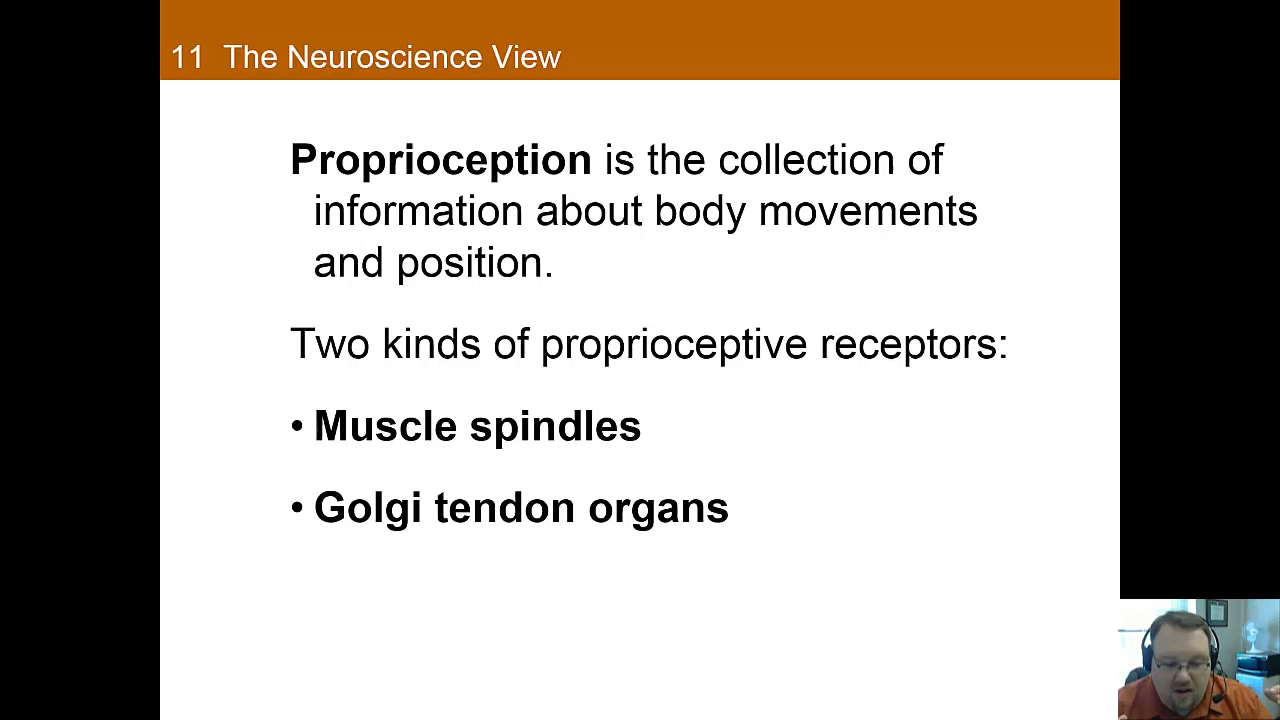 11 The Neuroscience View
Proprioception is the collection of
information about body movements
and position.
Two kinds of proprioceptive receptors:
• Muscle spindles
• Golgi tendon organs